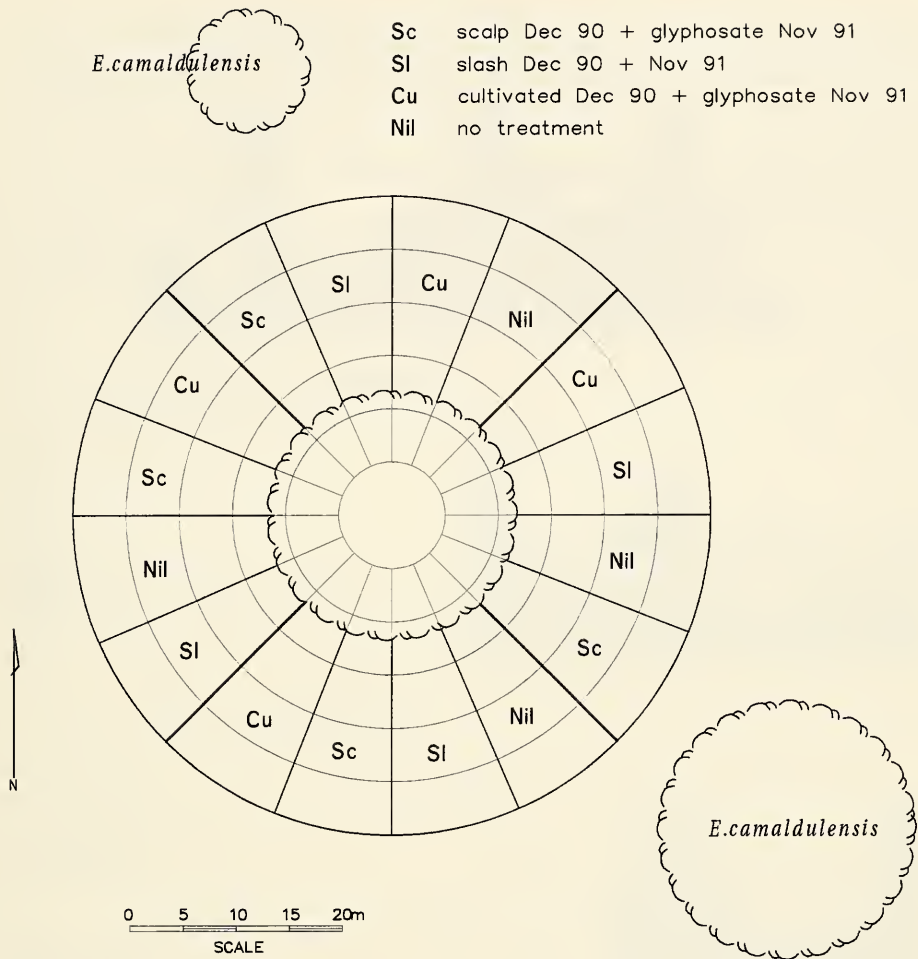 Sc scalp Dec 90 + glyphosate Nov 91
E.camaldulensis
Sl slash Dec 90 + Nov 91
Cu cultivated Dec 90 + glyphosate Nov 91
Nil no treatment
Sl Cu
Sc Nil
Cu Cu
Sc Sl
Nil Nil
Sl Sc
Cu Nil
Sc Sl
N
E.camaldulensis
0 5 10 15 20m
SCALE